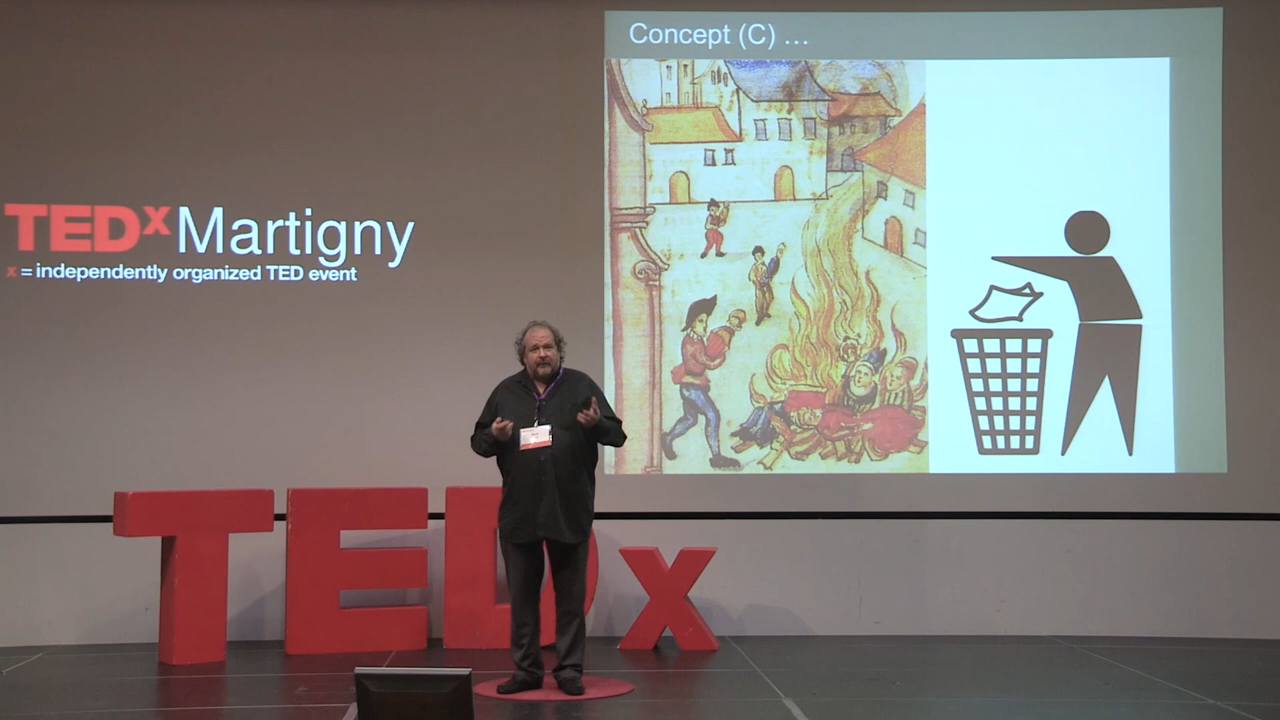 Concept (C) …
TEDxMartigny
x = independently organized TED event
TEDx